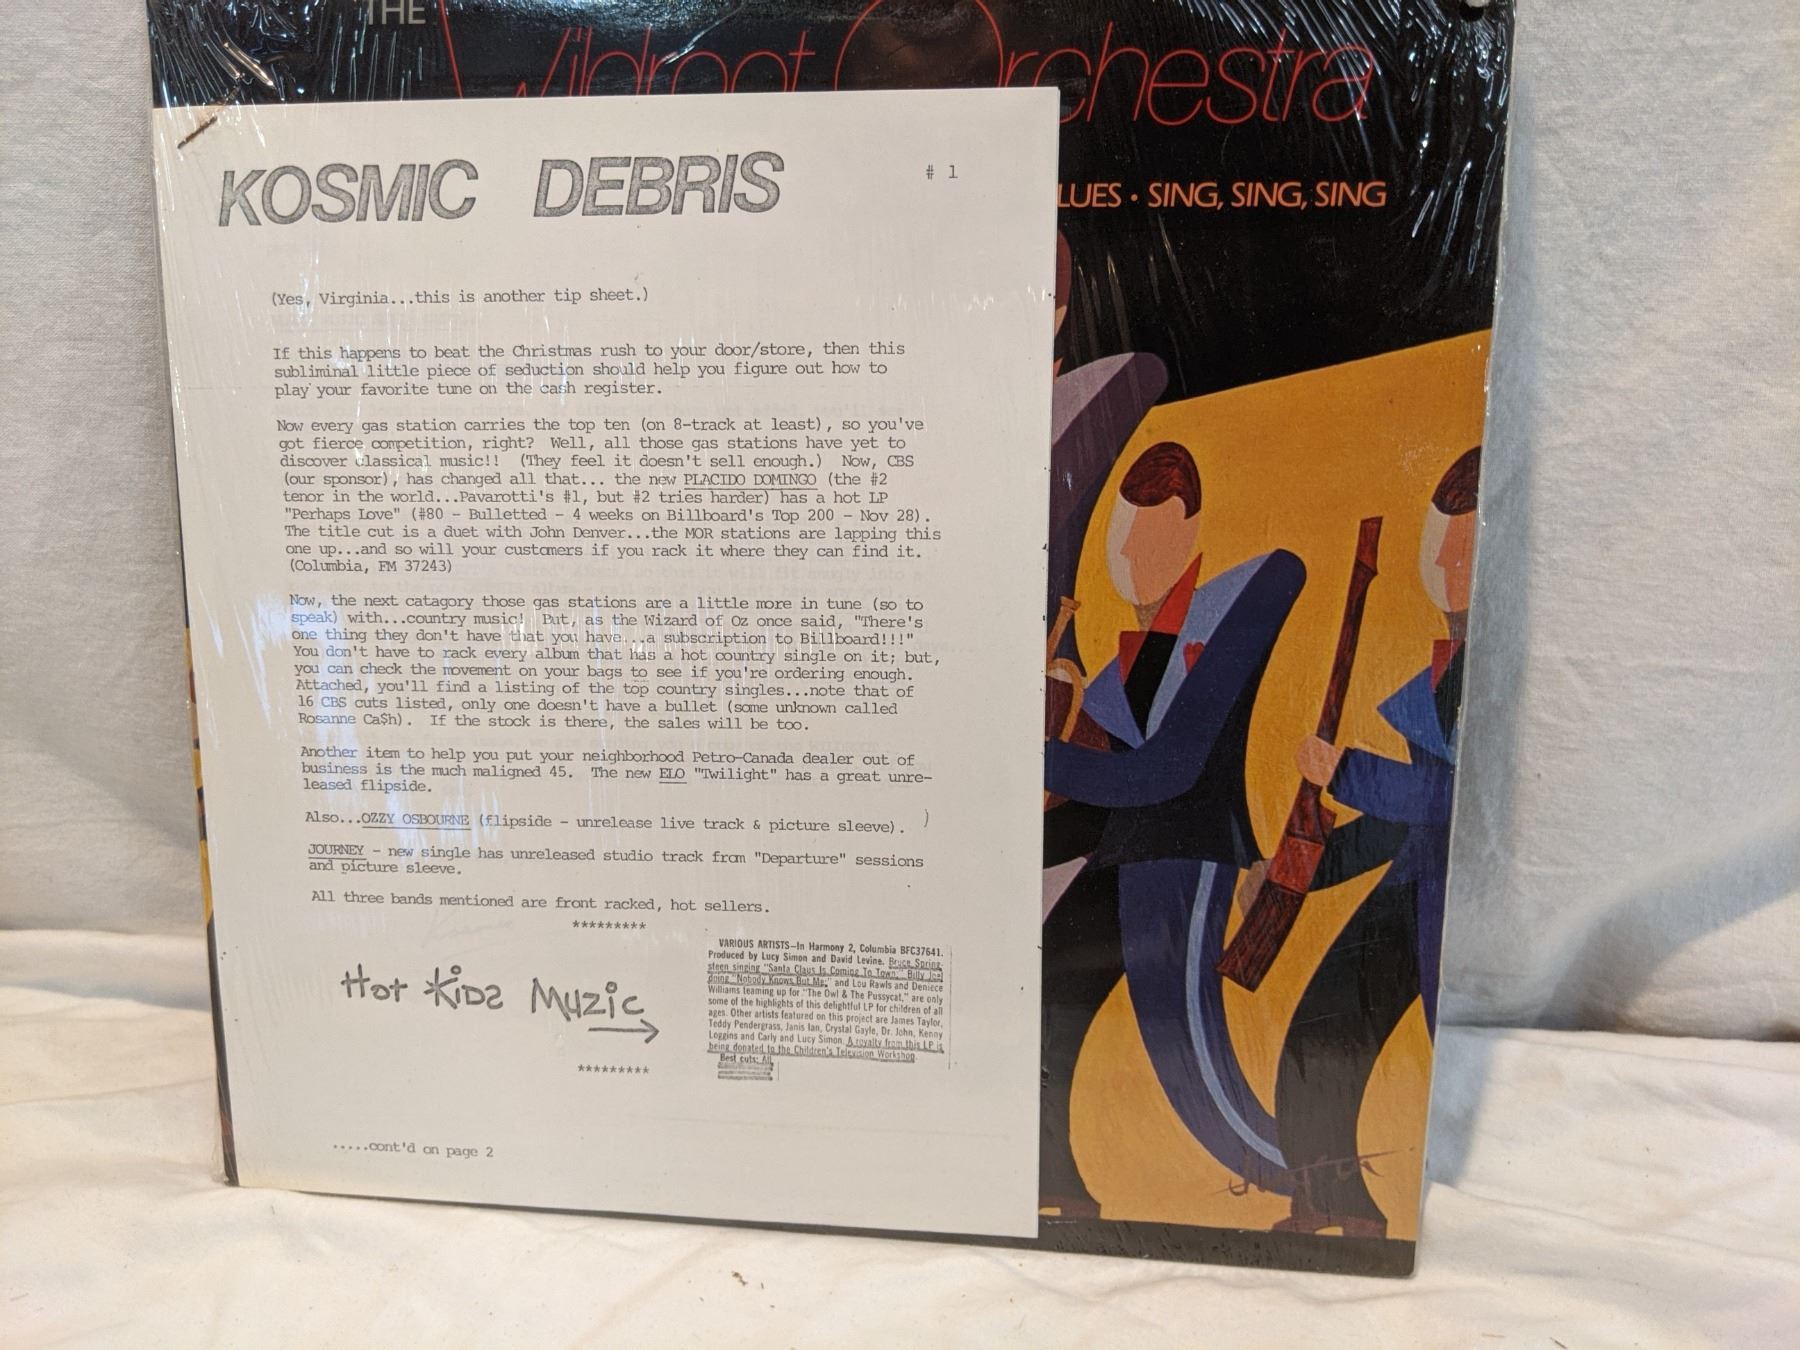 THE
Wildroot Orchestra
LUES • SING, SING, SING
KOSMIC DEBRIS
# 1
(Yes, Virginia...this is another tip sheet.)
If this happens to beat the Christmas rush to your door/store, then this
subliminal little piece of seduction should help you figure out how to
play your favorite tune on the cash register.
Now every gas station carries the top ten (on 8-track at least), so you've
got fierce competition, right? Well, all those gas stations have yet to
discover classical music!! (They feel it doesn't sell enough.) Now, CBS
(our sponsor), has changed all that... the new PLACIDO DOMINGO (the #2
tenor in the world...Pavarotti's #1, but #2 tries harder) has a hot LP
"Perhaps Love" (#80 - Bulletted - 4 weeks on Billboard's Top 200 - Nov 28).
The title cut is a duet with John Denver...the MOR stations are lapping this
one up...and so will your customers if you rack it where they can find it.
(Columbia, FM 37243)
Now, the next catagory those gas stations are a little more in tune (so to
speak) with...country music! But, as the Wizard of Oz once said, "There's
one thing they don't have that you have...a subscription to Billboard!!!"
You don't have to rack every album that has a hot country single on it; but,
you can check the movement on your bags to see if you're ordering enough.
Attached, you'll find a listing of the top country singles...note that of
16 CBS cuts listed, only one doesn't have a bullet (some unknown called
Rosanne Ca$h). If the stock is there, the sales will be too.
Another item to help you put your neighborhood Petro-Canada dealer out of
business is the much maligned 45. The new ELO "Twilight" has a great unre-
leased flipside.
Also...OZZY OSBOURNE (flipside - unrelease live track & picture sleeve).
JOURNEY - new single has unreleased studio track from "Departure" sessions
and picture sleeve.
All three bands mentioned are front racked, hot sellers.
*********
Hot Kids Muzic
VARIOUS ARTISTS—In Harmony 2, Columbia BFC37641.
Produced by Lucy Simon and David Levine. Bruce Spring-
steen singing "Santa Claus Is Coming To Town," Billy Joel
doing "Nobody Knows But Me," and Lou Rawls and Deniece
Williams teaming up for "The Owl & The Pussycat," are only
some of the highlights of this delightful LP for children of all
ages. Other artists featured on this project are James Taylor,
Teddy Pendergrass, Janis Ian, Crystal Gayle, Dr. John, Kenny
Loggins and Carly and Lucy Simon. A royalty from this LP is
being donated to the Children's Television Workshop.
Best cuts: All.
*********
.....cont'd on page 2